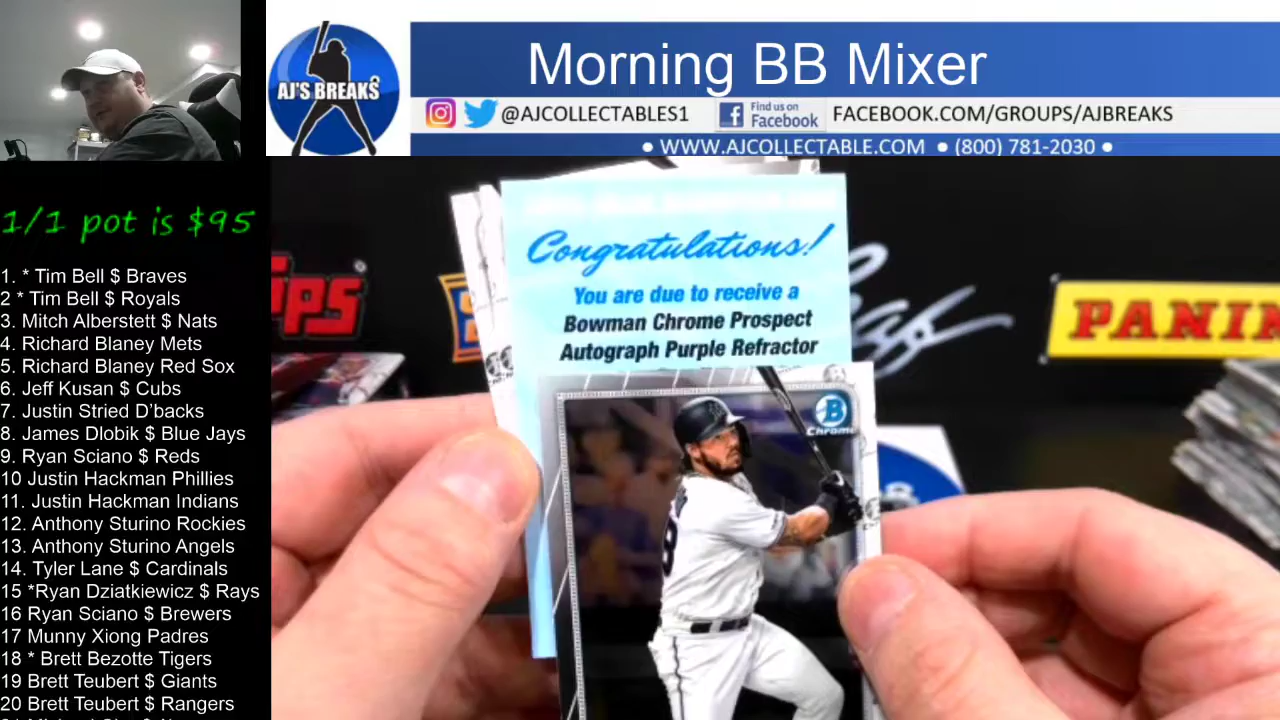 Morning BB Mixer
AJ'S BREAKS
@AJCOLLECTABLES1
Find us on
Facebook
FACEBOOK.COM/GROUPS/AJBREAKS
• WWW.AJCOLLECTABLE.COM • (800) 781-2030 •
1/1 pot is $95
1. * Tim Bell $ Braves
2 * Tim Bell $ Royals
3. Mitch Alberstett $ Nats
4. Richard Blaney Mets
5. Richard Blaney Red Sox
6. Jeff Kusan $ Cubs
7. Justin Stried D'backs
8. James Dlobik $ Blue Jays
9. Ryan Sciano $ Reds
10 Justin Hackman Phillies
11. Justin Hackman Indians
12. Anthony Sturino Rockies
13. Anthony Sturino Angels
14. Tyler Lane $ Cardinals
15 *Ryan Dziatkiewicz $ Rays
16 Ryan Sciano $ Brewers
17 Munny Xiong Padres
18 * Brett Bezotte Tigers
19 Brett Teubert $ Giants
20 Brett Teubert $ Rangers
Congratulations!
You are due to receive a
Bowman Chrome Prospect
Autograph Purple Refractor
B
Chrome
PANINI